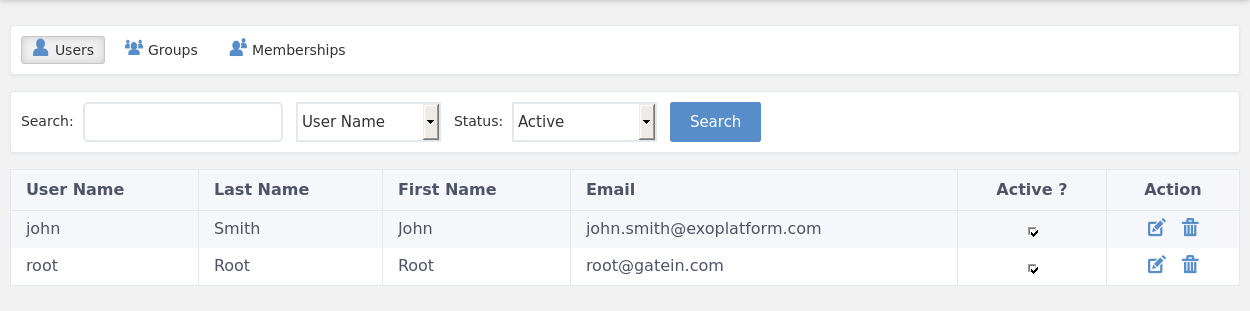 Users Groups Memberships
Search: User Name Status: Active Search
User Name Last Name First Name Email Active ? Action
john Smith John john.smith@exoplatform.com
root Root Root root@gatein.com